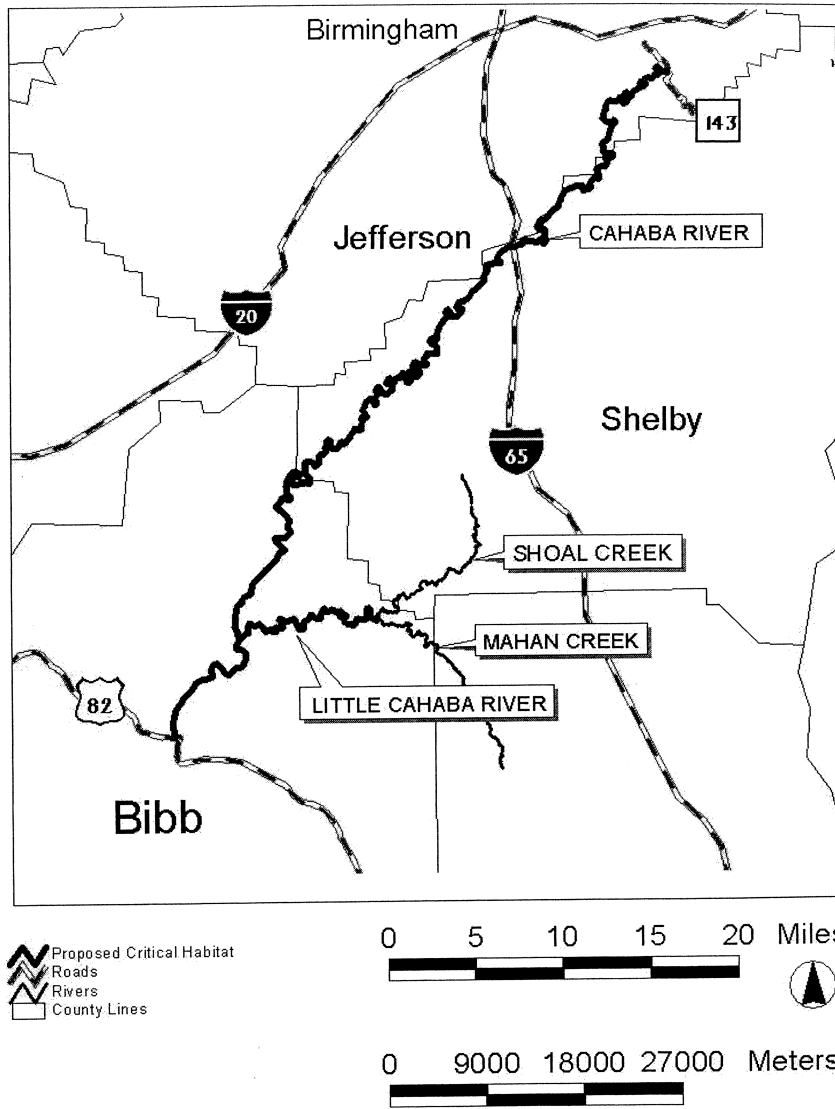 Birmingham
143
Jefferson
CAHABA RIVER
20
Shelby
65
SHOAL CREEK
MAHAN CREEK
LITTLE CAHABA RIVER
82
Bibb
Proposed Critical Habitat
Roads
Rivers
County Lines
0 5 10 15 20 Miles
0 9000 18000 27000 Meters